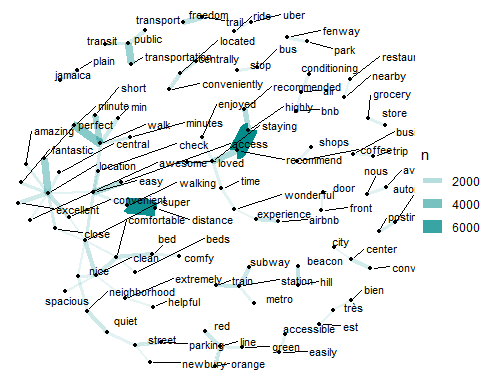 transport freedom ride uber
trail
transit public located fenway
bus
park
plain transportation centrally
stop conditioning
jamaica conveniently recommended nearby
short air
minute min enjoyed grocery
highly bnb
perfect store
amazing walk minutes staying
central check access shops
fantastic coffee trip
location awesome loved recommend
easy walking time nous
convenient super wonderful door
excellent front
comfortable distance experience airbnb
close bed beds city
center
clean comfy subway beacon
nice extremely train station hill
spacious neighborhood bien
helpful metro
très
quiet red
accessible est
street parking line green easily
newbury orange
n
2000
4000
6000